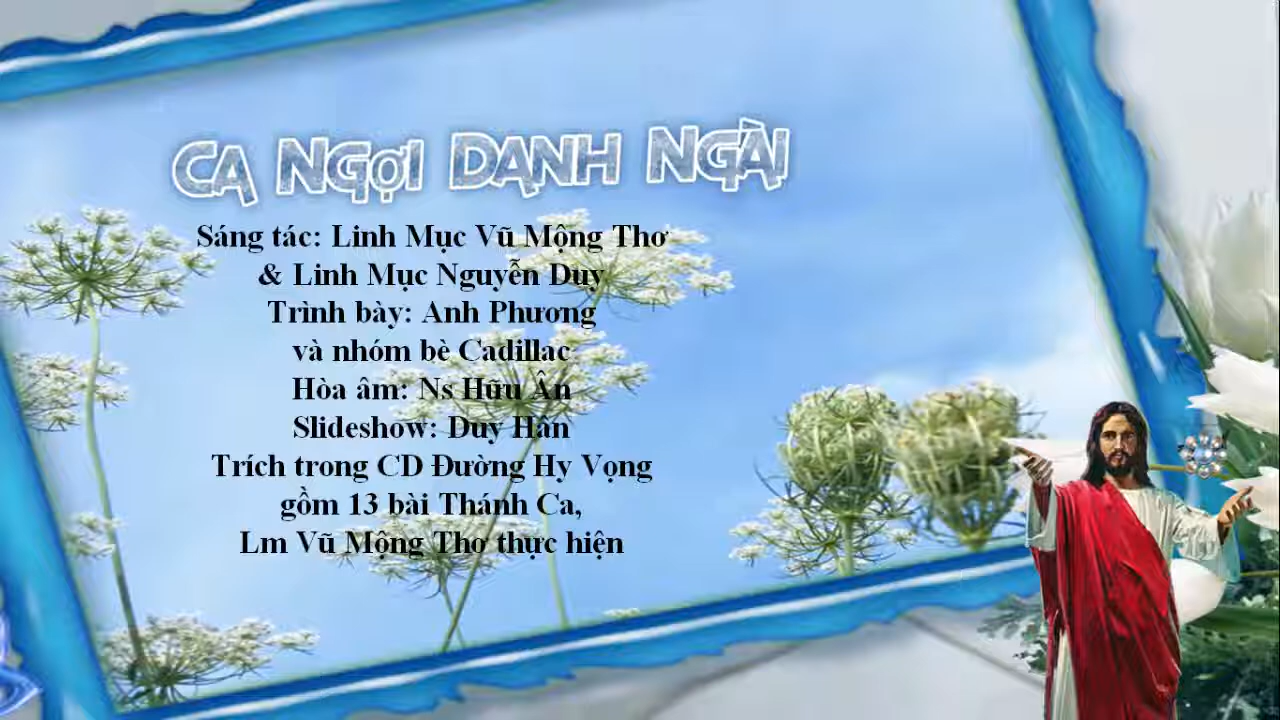 CA NGỢI DANH NGÀI
Sáng tác: Linh Mục Vũ Mộng Thơ
& Linh Mục Nguyễn Duy
Trình bày: Anh Phương
và nhóm bè Cadillac
Hòa âm: Ns Hữu Ân
Slideshow: Duy Hân
Trích trong CD Đường Hy Vọng
gồm 13 bài Thánh Ca,
Lm Vũ Mộng Thơ thực hiện